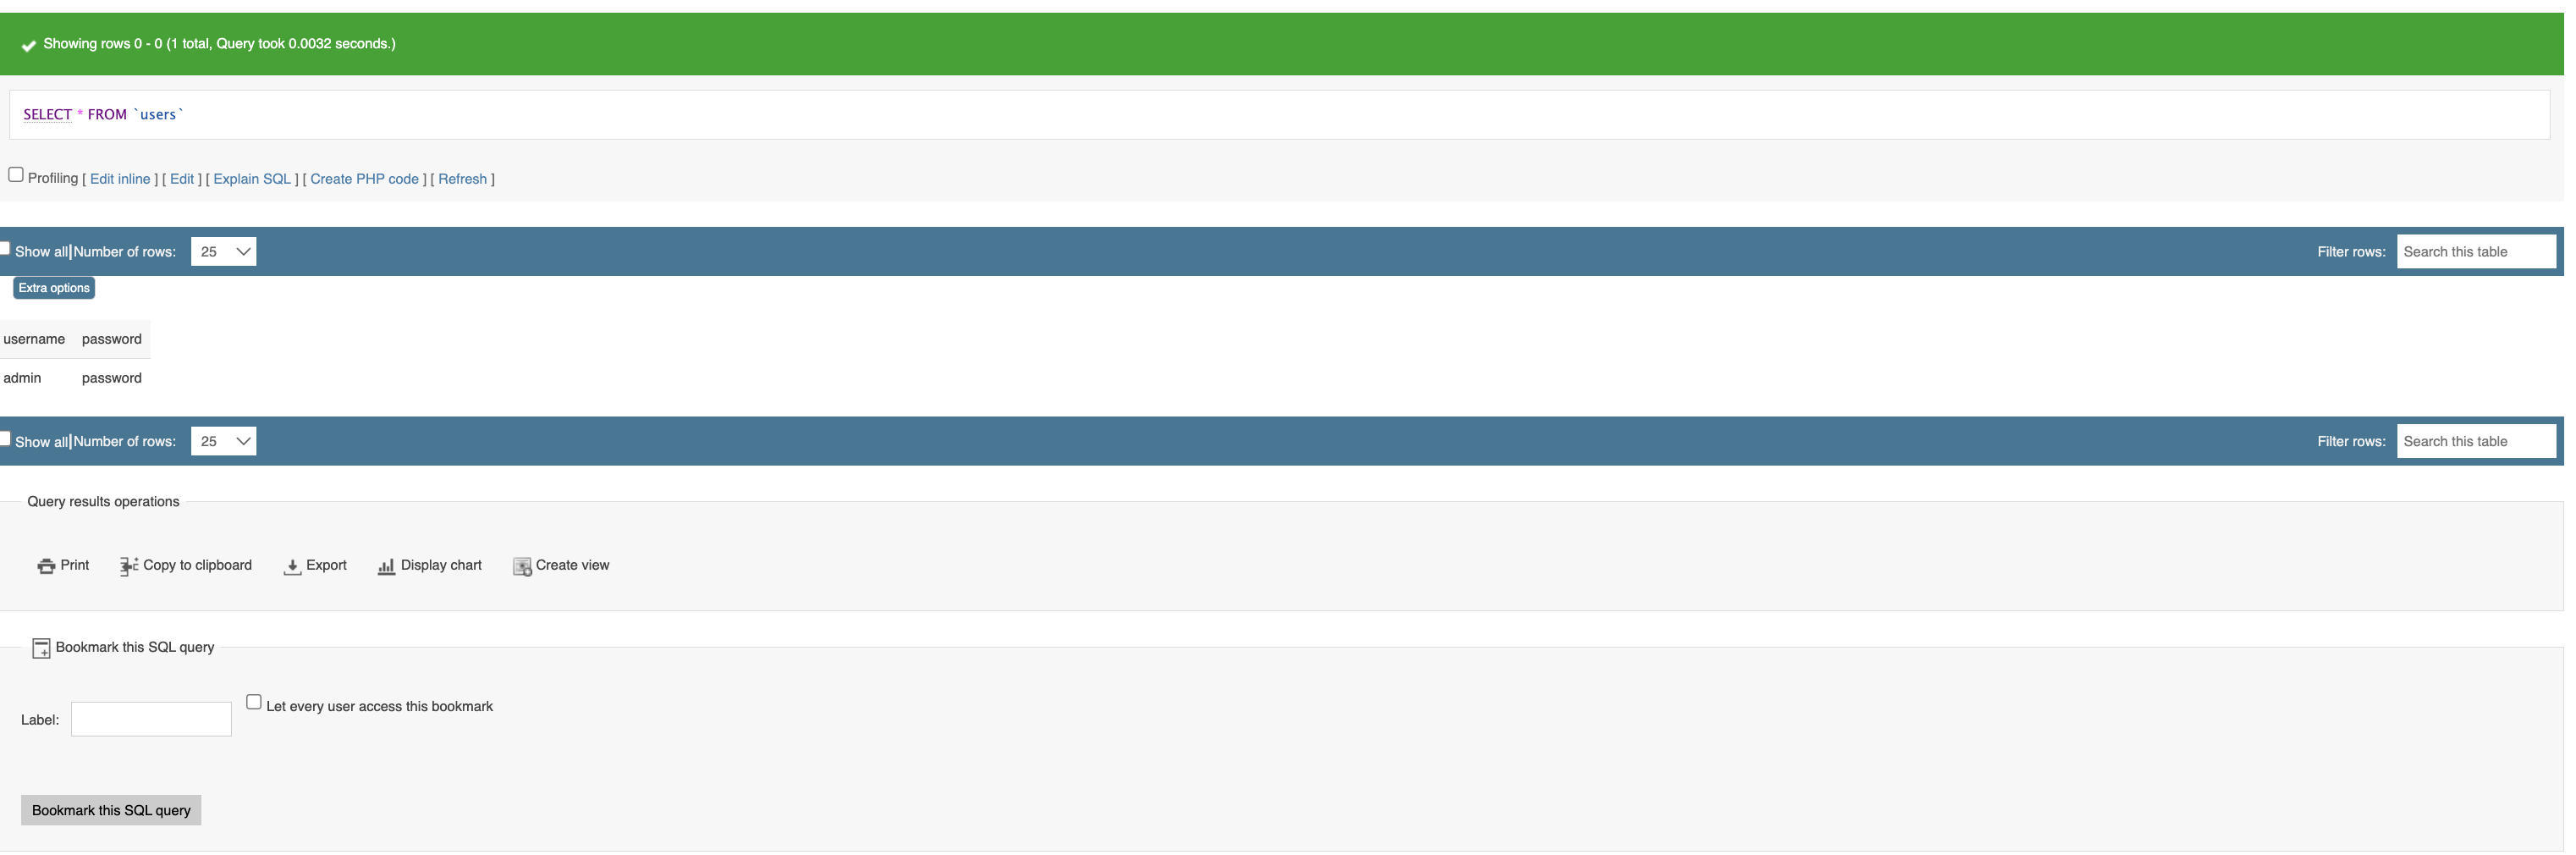 Showing rows 0 - 0 (1 total, Query took 0.0032 seconds.)
SELECT * FROM `users`
Profiling [ Edit inline ] [ Edit ] [ Explain SQL ] [ Create PHP code ] [ Refresh ]
Show all Number of rows: 25 Filter rows: Search this table
Extra options
username password
admin password
Show all Number of rows: 25 Filter rows: Search this table
Query results operations
Print Copy to clipboard Export Display chart Create view
Bookmark this SQL query
Label: Let every user access this bookmark
Bookmark this SQL query